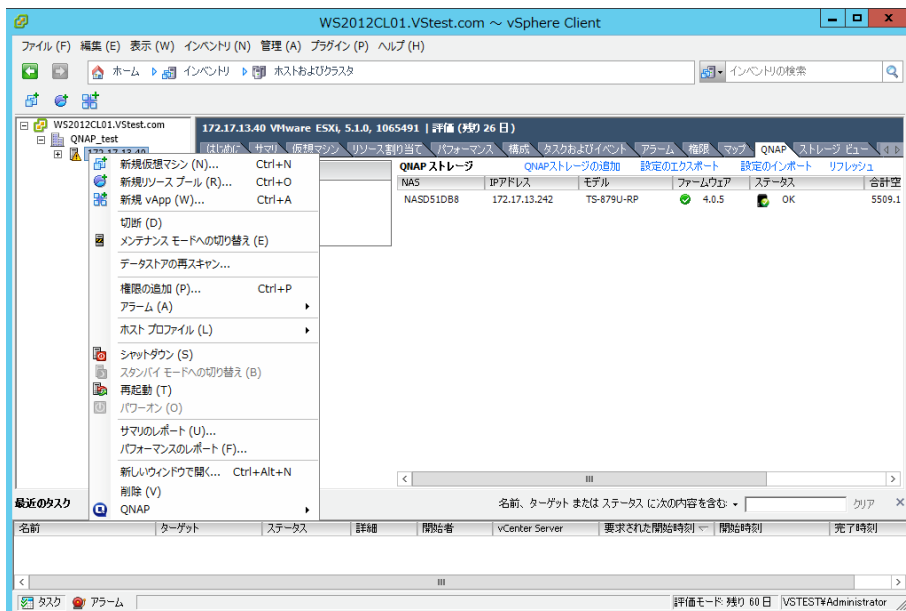 WS2012CL01.VStest.com ~ vSphere Client
ファイル (F) 編集 (E) 表示 (W) インベントリ (N) 管理 (A) プラグイン (P) ヘルプ (H)
ホーム インベントリ ホストおよびクラスタ インベントリの検索
WS2012CL01.VStest.com
QNAP_test
172.17.13.40
172.17.13.40 VMware ESXi, 5.1.0, 1065491 | 評価 (残り 26 日)
はじめに サマリ 仮想マシン リソース割り当て パフォーマンス 構成 タスクおよびイベント アラーム 権限 マップ QNAP ストレージ ビュー
QNAP ストレージ QNAPストレージの追加 設定のエクスポート 設定のインポート リフレッシュ
NAS IPアドレス モデル ファームウェア ステータス 合計空
NASD51DB8 172.17.13.242 TS-879U-RP 4.0.5 OK 5509.1
新規仮想マシン (N)... Ctrl+N
新規リソース プール (R)... Ctrl+O
新規 vApp (W)... Ctrl+A
切断 (D)
メンテナンス モードへの切り替え (E)
データストアの再スキャン...
権限の追加 (P)... Ctrl+P
アラーム (A)
ホスト プロファイル (L)
シャットダウン (S)
スタンバイ モードへの切り替え (B)
再起動 (T)
パワーオン (O)
サマリのレポート (U)...
パフォーマンスのレポート (F)...
新しいウィンドウで開く... Ctrl+Alt+N
削除 (V)
QNAP
最近のタスク 名前、ターゲット または ステータス に次の内容を含む: クリア
名前 ターゲット ステータス 詳細 開始者 vCenter Server 要求された開始時刻 開始時刻 完了時刻
タスク アラーム 評価モード: 残り 60 日 VSTEST¥Administrator